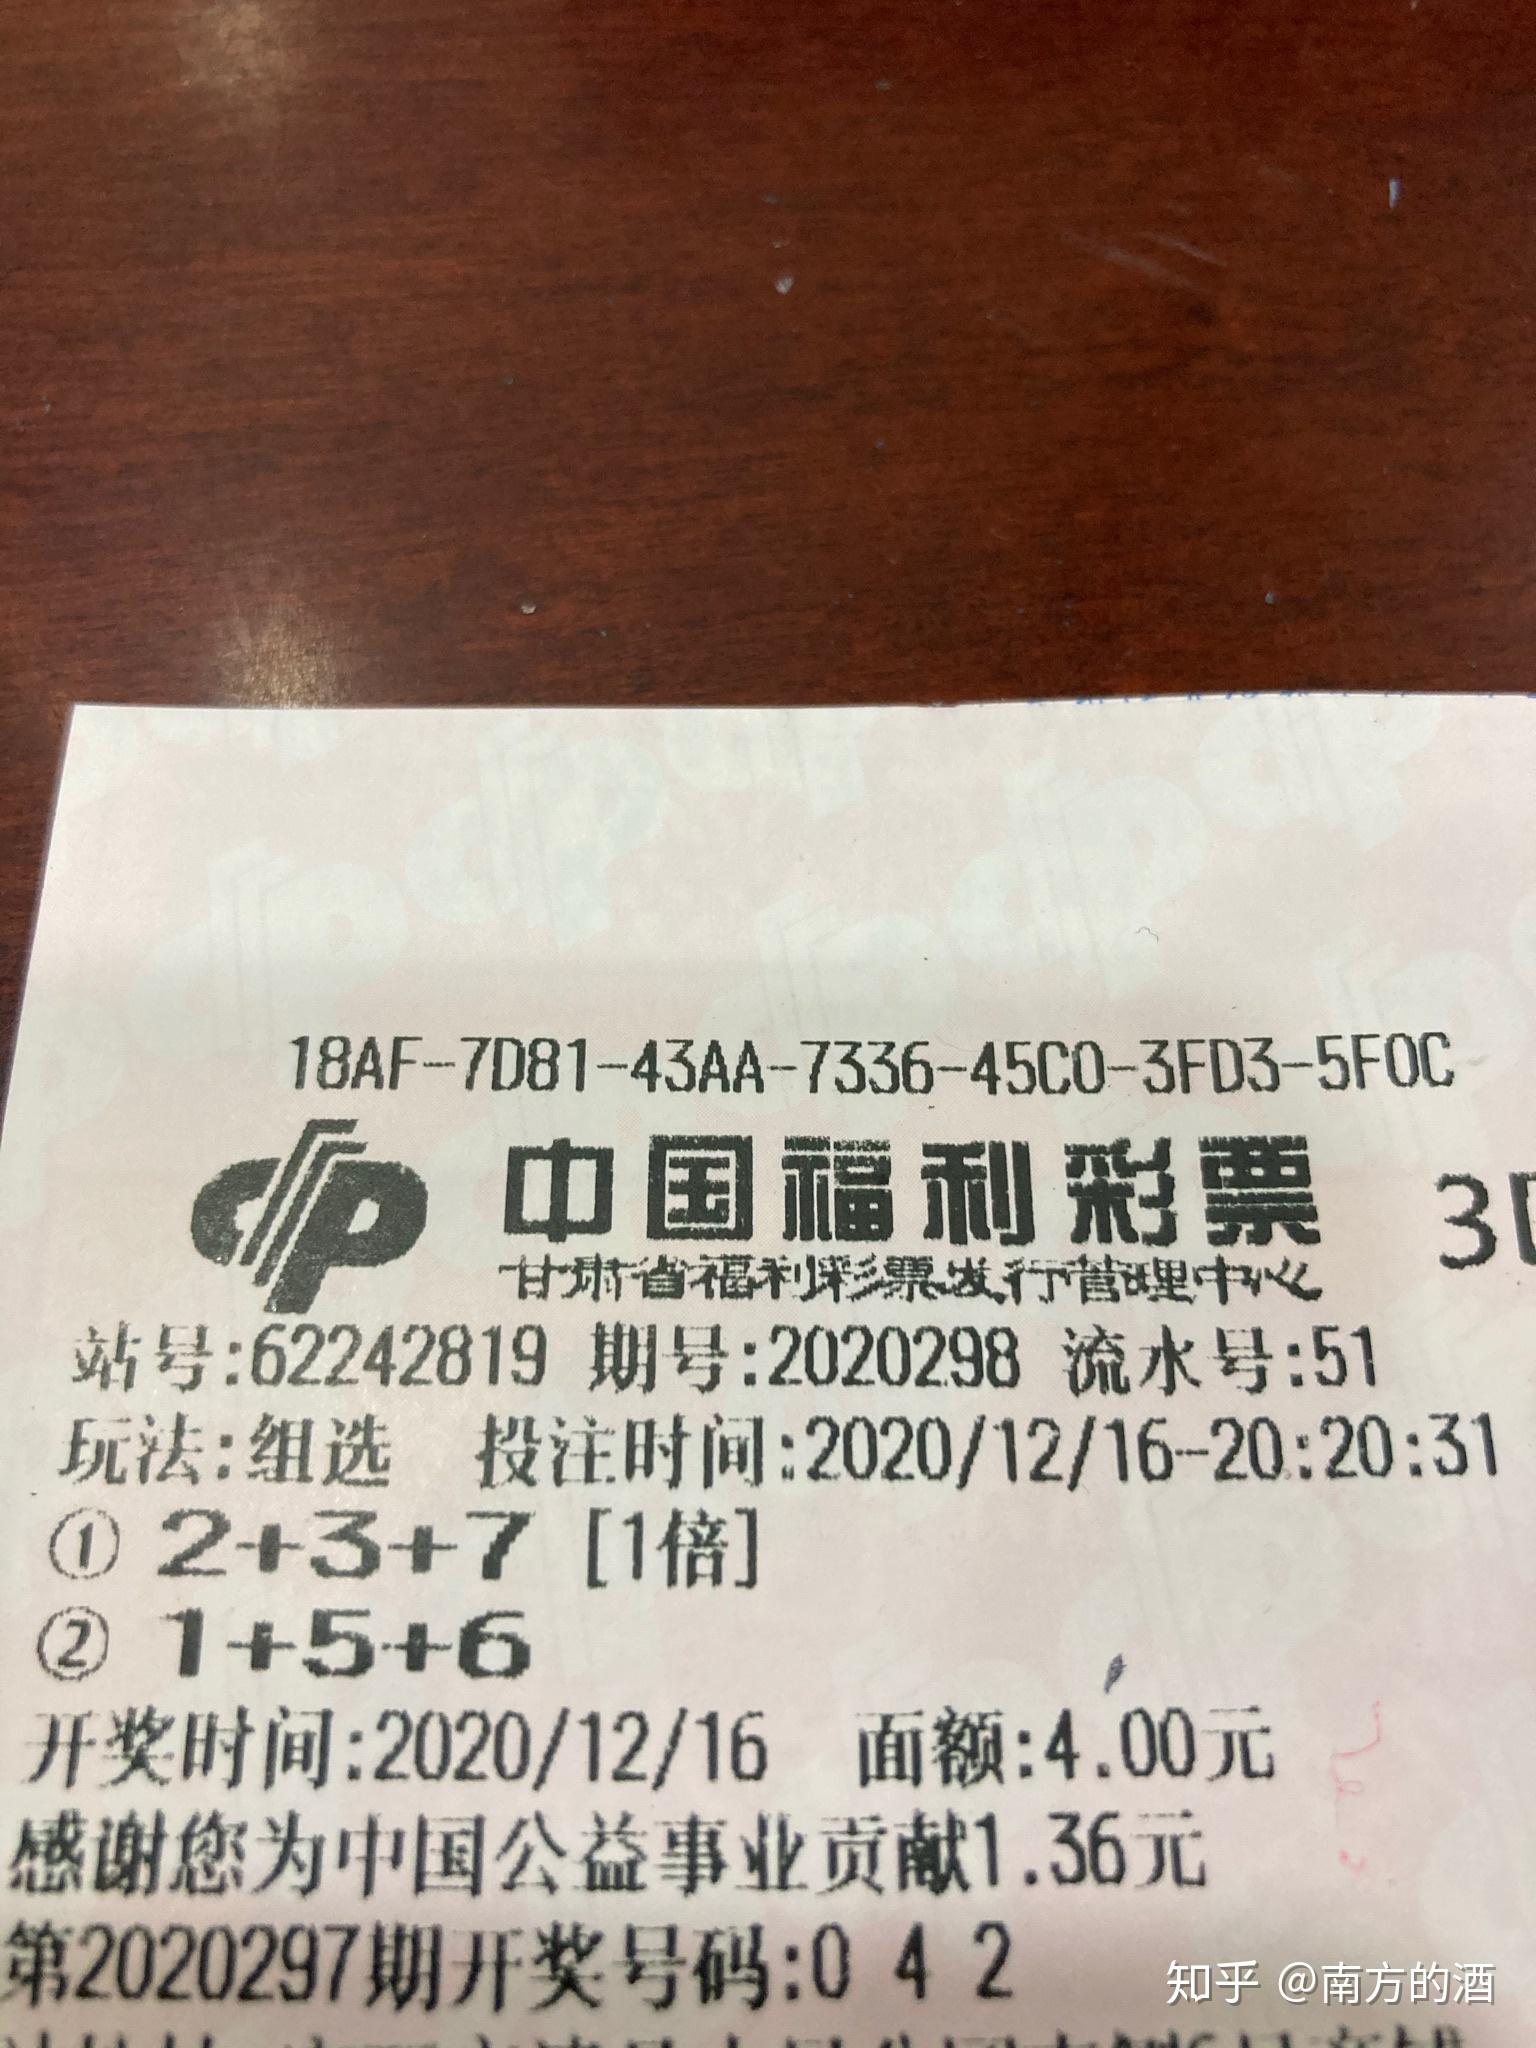 18AF-7D81-43AA-7336-45C0-3FD3-5F0C
中国福利彩票 3D
甘肃省福利彩票发行管理中心
站号:62242819 期号:2020298 流水号:51
玩法:组选 投注时间:2020/12/16-20:20:31
① 2+3+7 [1倍]
② 1+5+6
开奖时间:2020/12/16 面额:4.00元
感谢您为中国公益事业贡献1.36元
第2020297期开奖号码:0 4 2
知乎 @南方的酒